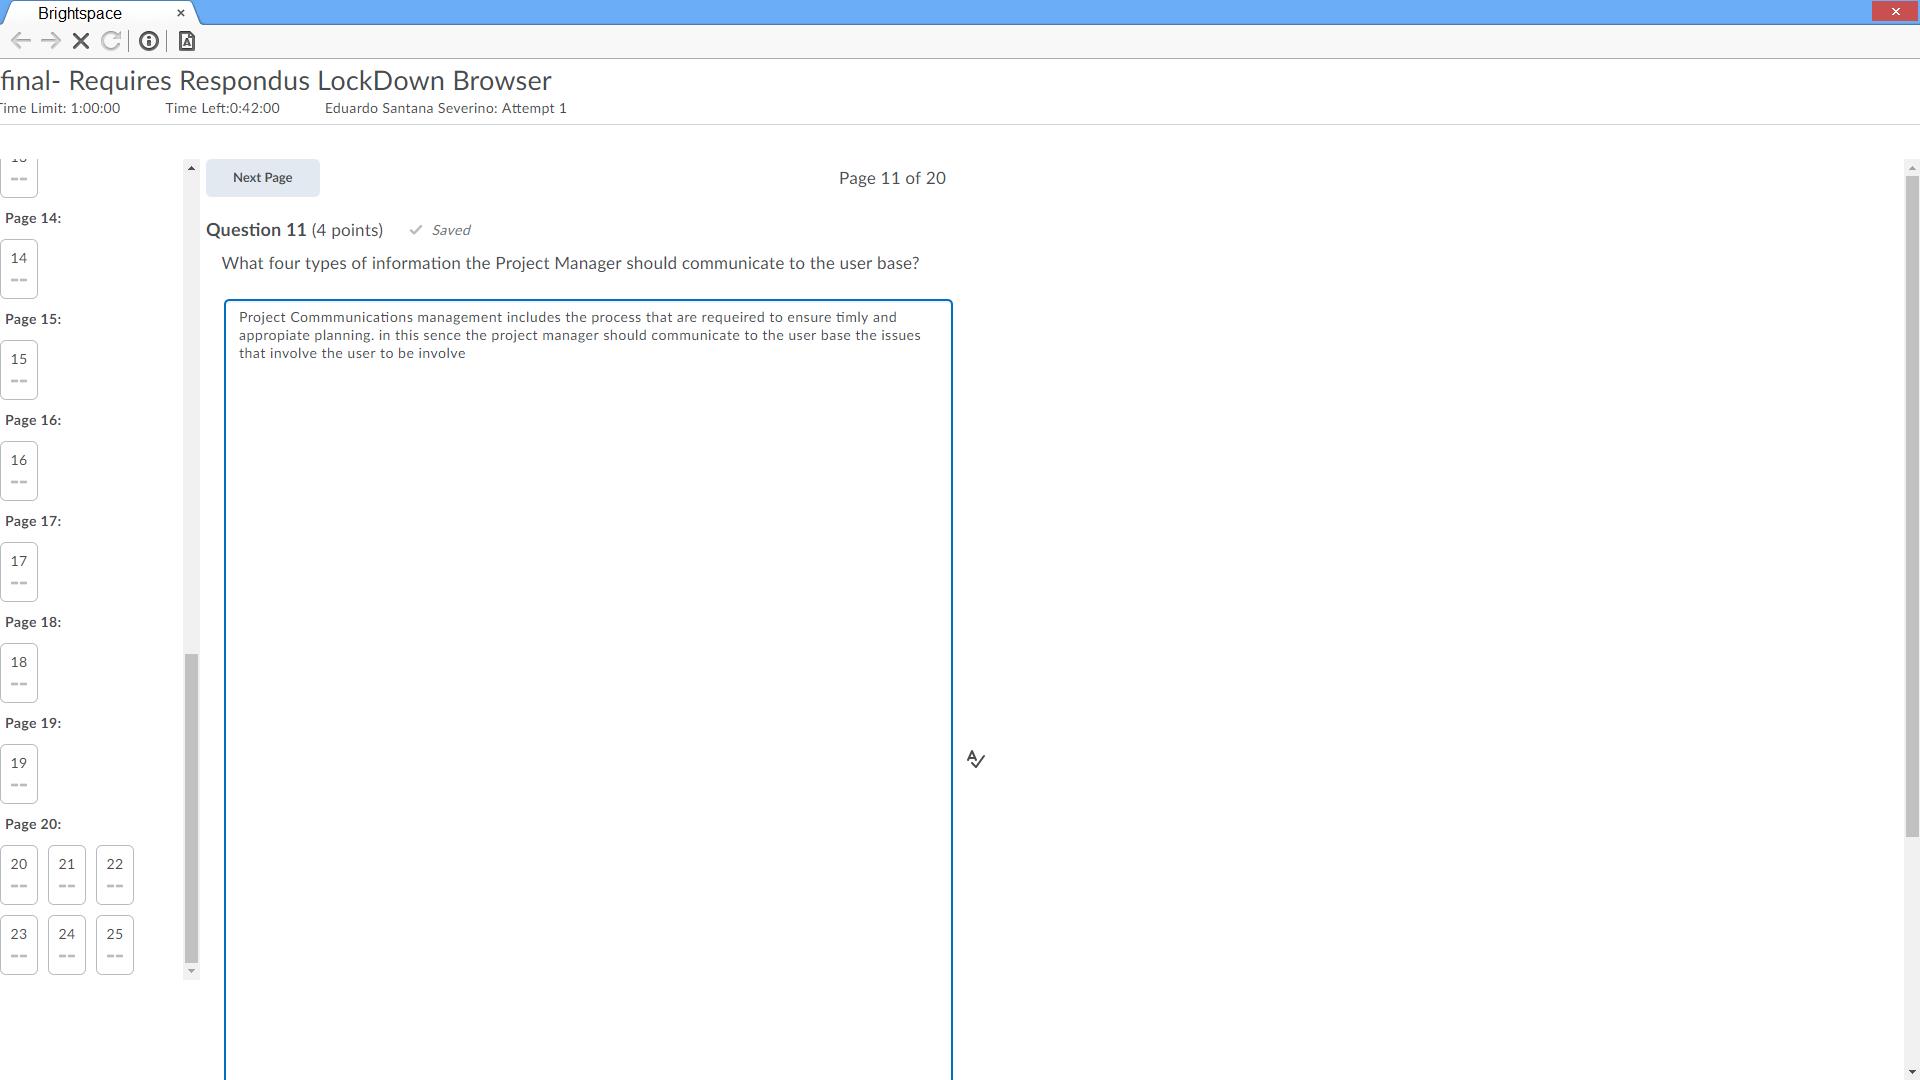 Brightspace
final- Requires Respondus LockDown Browser
Time Limit: 1:00:00 Time Left:0:42:00 Eduardo Santana Severino: Attempt 1
--
Next Page
Page 11 of 20
Page 14:
14
--
Question 11 (4 points) Saved
What four types of information the Project Manager should communicate to the user base?
Project Commmunications management includes the process that are requeired to ensure timly and
appropiate planning. in this sence the project manager should communicate to the user base the issues
that involve the user to be involve
Page 15:
15
--
Page 16:
16
--
Page 17:
17
--
Page 18:
18
--
Page 19:
19
--
Page 20:
20 21 22
-- -- --
23 24 25
-- -- --